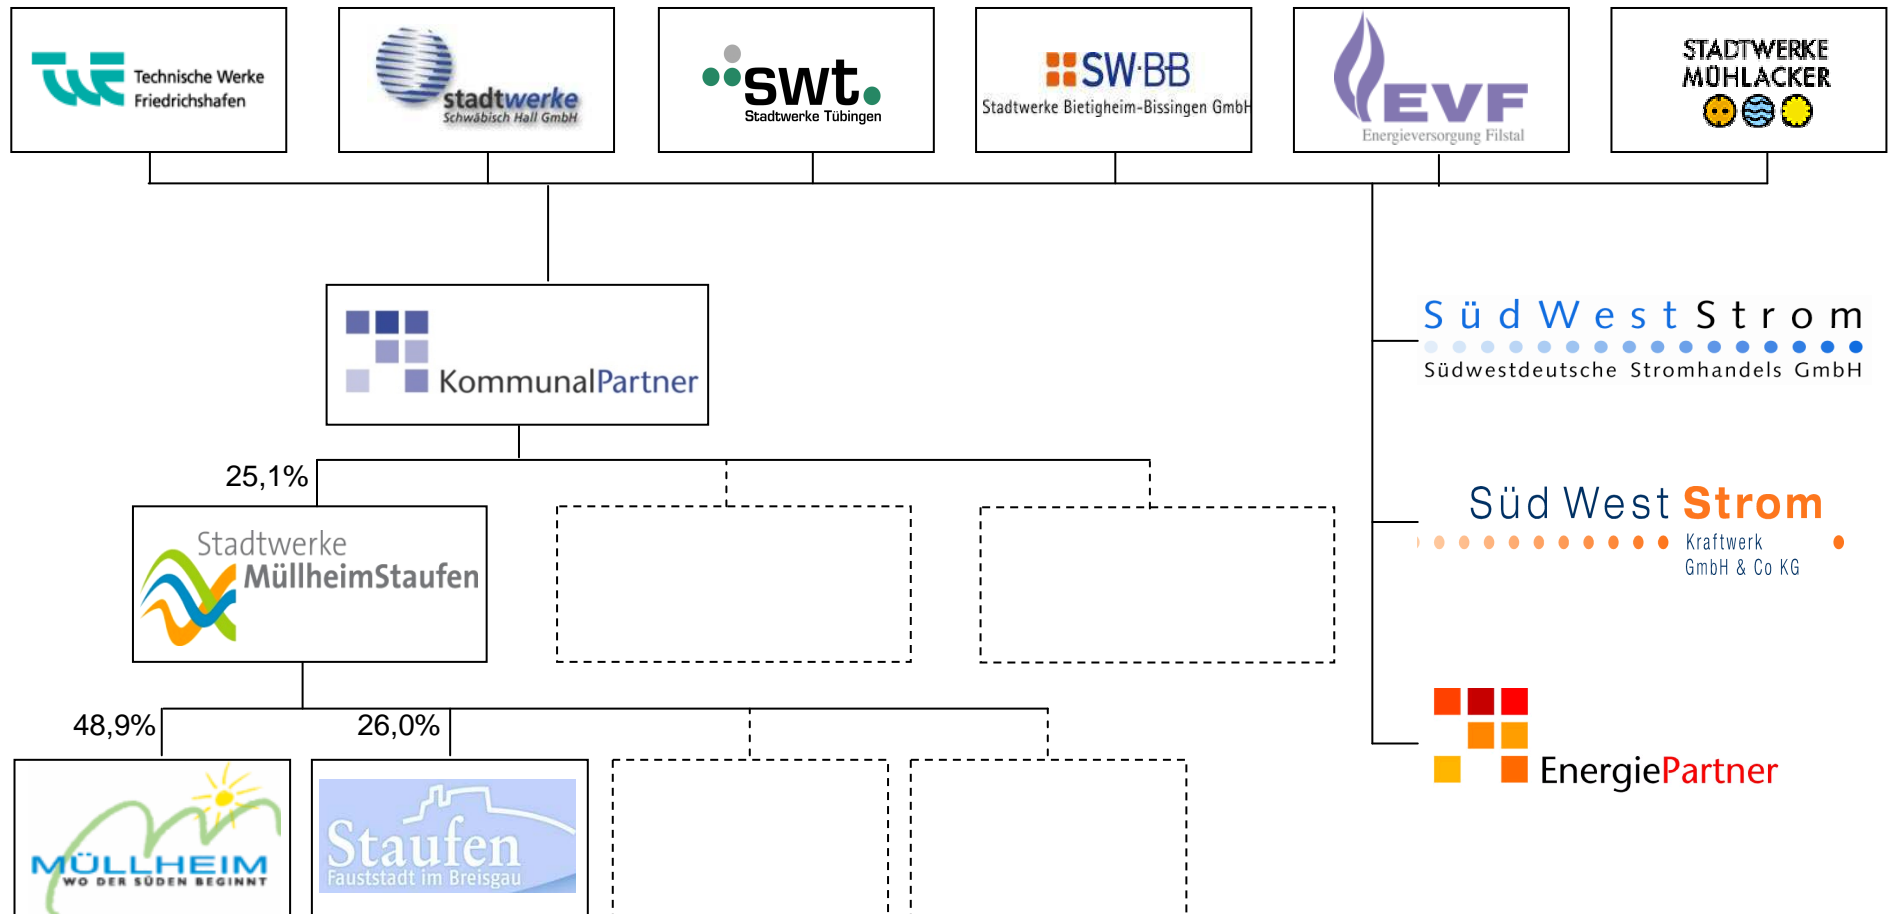 Technische Werke
Friedrichshafen
stadtwerke
Schwäbisch Hall GmbH
swt.
Stadtwerke Tübingen
SW·BB
Stadtwerke Bietigheim-Bissingen GmbH
EVF
Energieversorgung Filstal
STADTWERKE
MÜHLACKER
KommunalPartner
SüdWestStrom
Südwestdeutsche Stromhandels GmbH
25,1%
Stadtwerke
MüllheimStaufen
Süd West Strom
Kraftwerk
GmbH & Co KG
48,9%
26,0%
EnergiePartner
MÜLLHEIM
WO DER SÜDEN BEGINNT
Staufen
Fauststadt im Breisgau